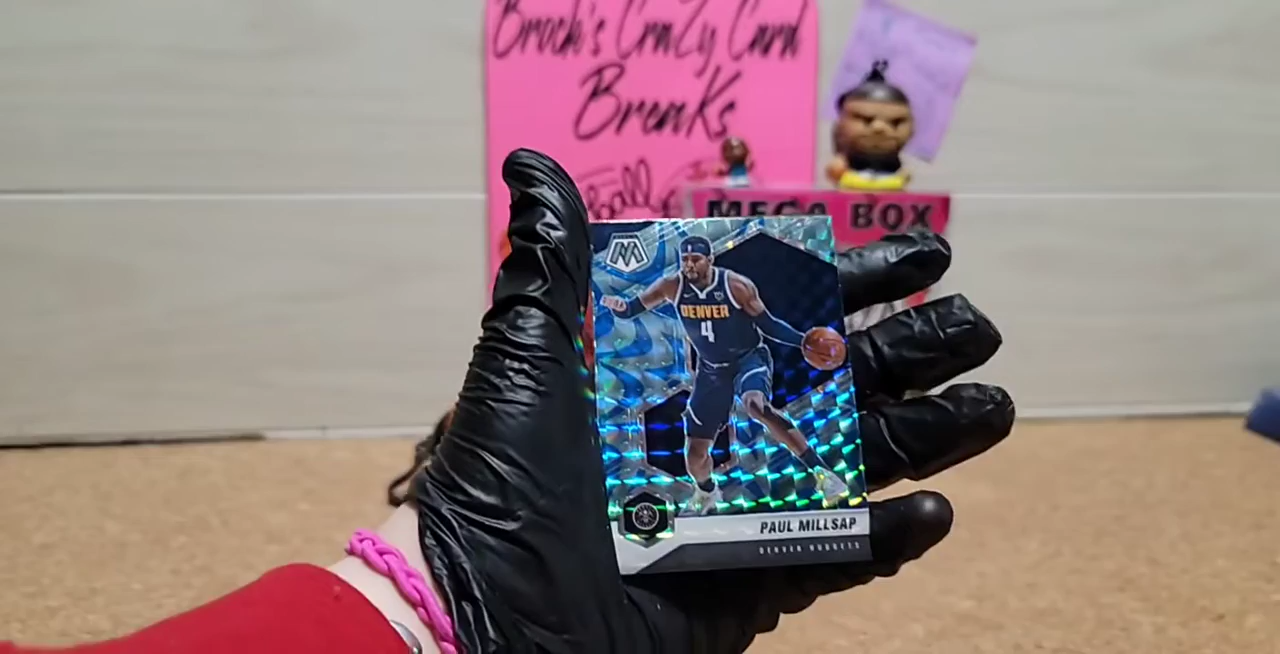 Brock's CraZy Card
BreaKs
MEGA BOX
M
DENVER
4
PAUL MILLSAP
DENVER NUGGETS